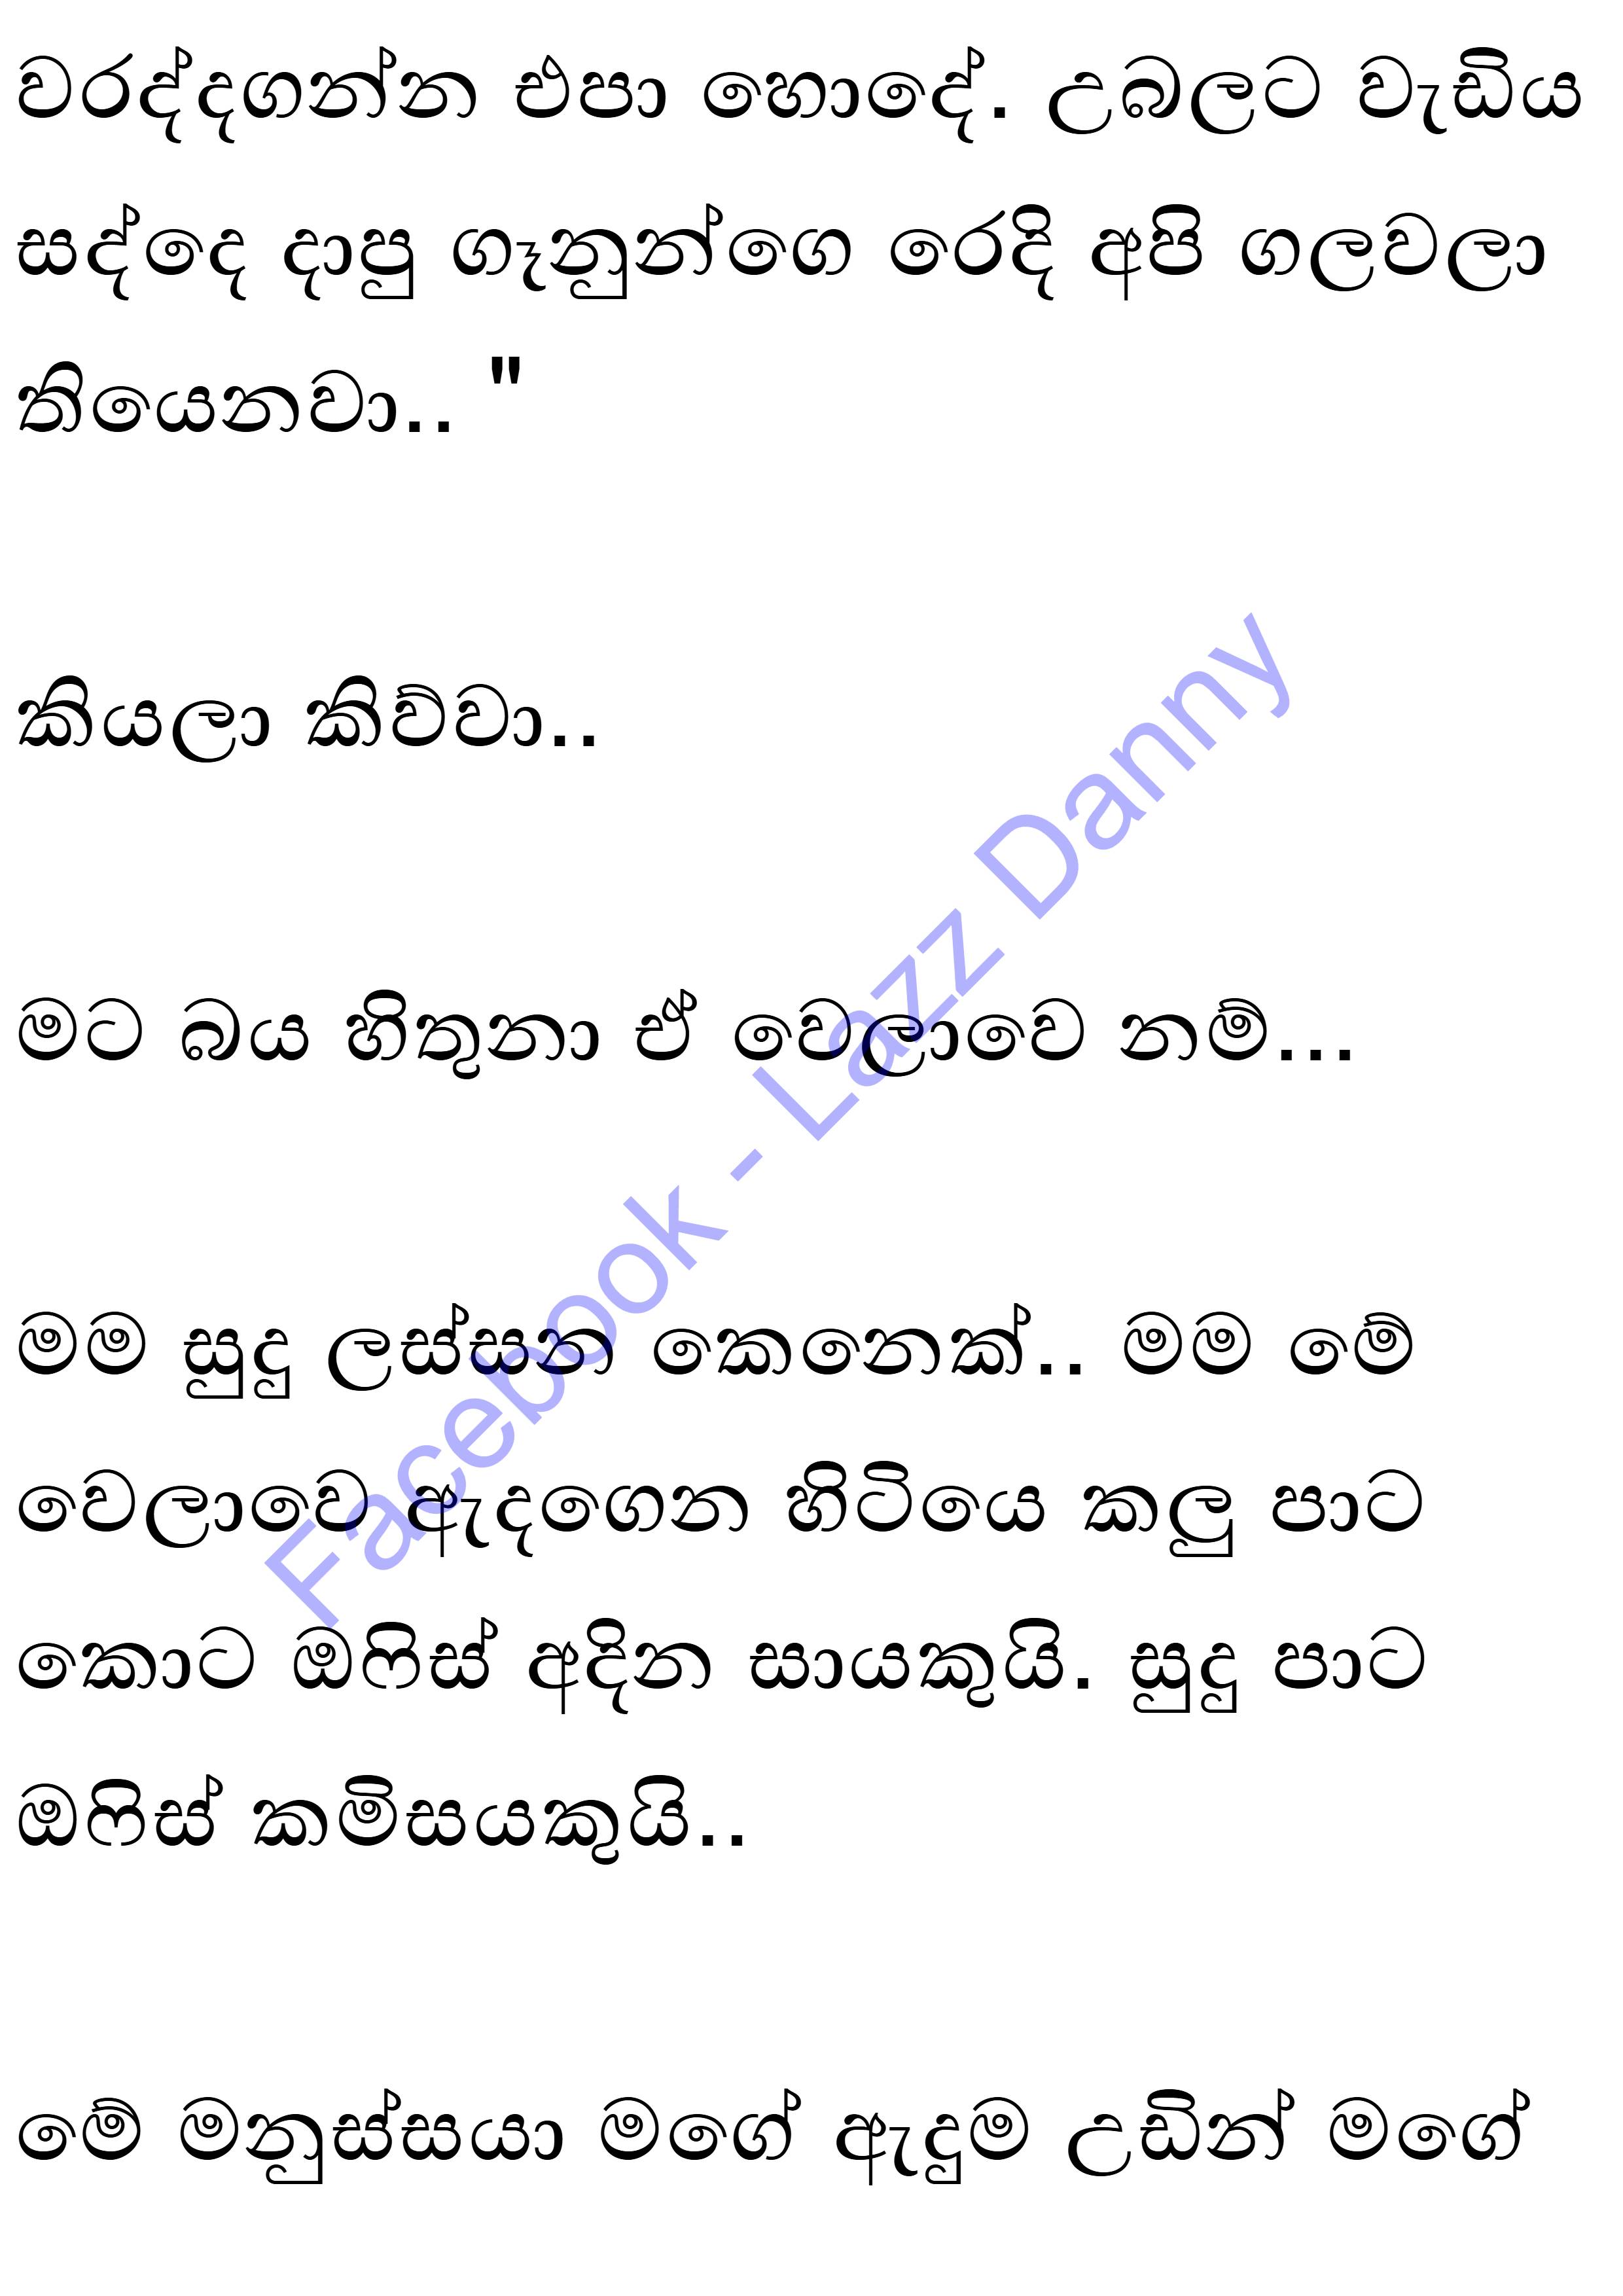 වරද්දගන්න එපා හොදේ. උබලට වැඩිය
සද්දෙ දාපු ගෑනුන්ගෙ රෙදි අපි ගලවලා
තියෙනවා.. "
කියලා කිව්වා..
මට බය හිතුනා ඒ වෙලාවෙ නම්...
මම සුදු ලස්සන කෙනෙක්.. මම මේ
වෙලාවෙ ඇදගෙන හිටියෙ කලු පාට
කොට ඔෆිස් අදින සායකුයි. සුදු පාට
ඔෆිස් කමිසයකුයි..
මේ මනුස්සයා මගේ ඇදුම උඩින් මගේ
Facebook - Lazz Danny